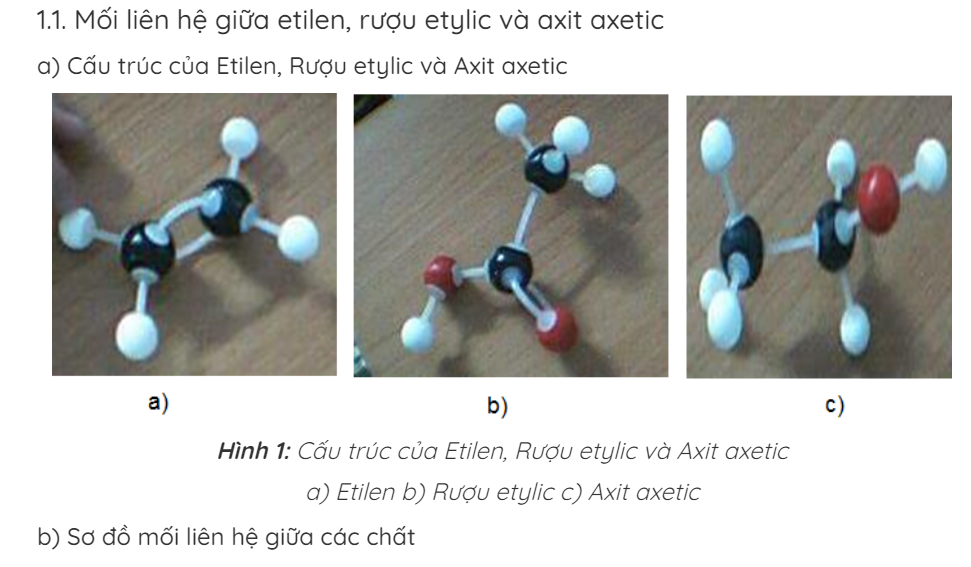 1.1. Mối liên hệ giữa etilen, rượu etylic và axit axetic
a) Cấu trúc của Etilen, Rượu etylic và Axit axetic
a)
b)
c)
Hình 1: Cấu trúc của Etilen, Rượu etylic và Axit axetic
a) Etilen b) Rượu etylic c) Axit axetic
b) Sơ đồ mối liên hệ giữa các chất